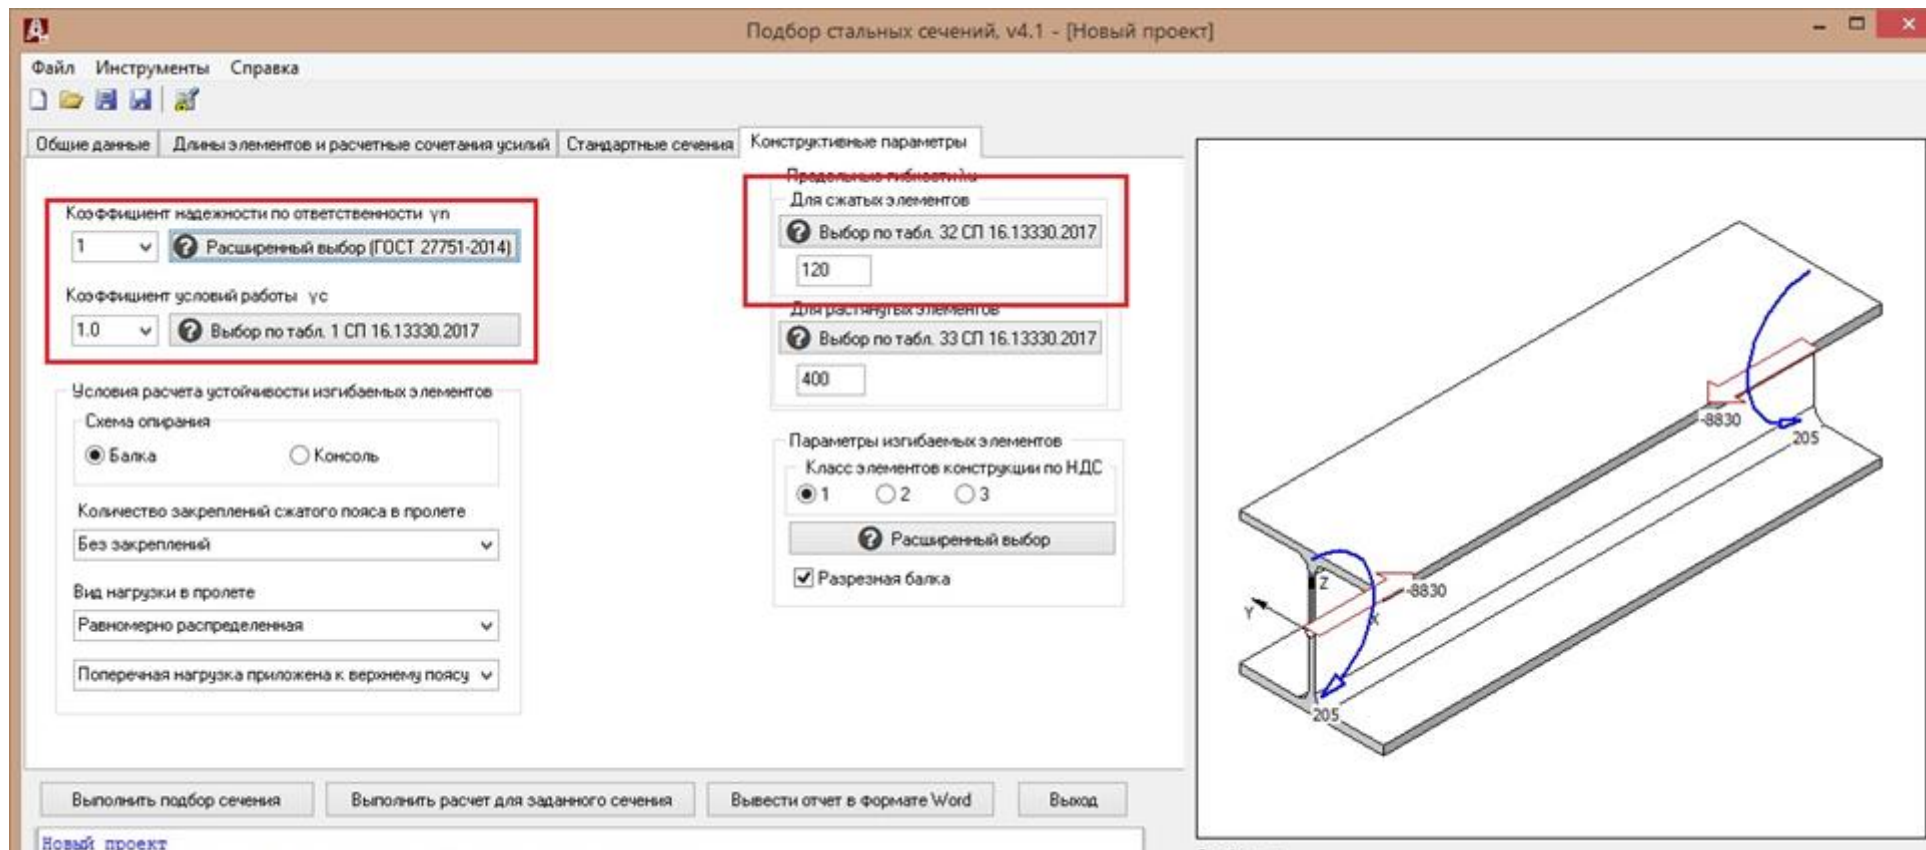 Подбор стальных сечений, v4.1 - [Новый проект]
Файл Инструменты Справка
Общие данные Длины элементов и расчетные сочетания усилий Стандартные сечения Конструктивные параметры
Коэффициент надежности по ответственности γn
1 Расширенный выбор (ГОСТ 27751-2014)
Коэффициент условий работы γc
1.0 Выбор по табл. 1 СП 16.13330.2017
Условия расчета устойчивости изгибаемых элементов
Схема опирания
Балка Консоль
Количество закреплений сжатого пояса в пролете
Без закреплений
Вид нагрузки в пролете
Равномерно распределенная
Поперечная нагрузка приложена к верхнему поясу
Предельные гибкости λu
Для сжатых элементов
Выбор по табл. 32 СП 16.13330.2017
120
Для растянутых элементов
Выбор по табл. 33 СП 16.13330.2017
400
Параметры изгибаемых элементов
Класс элементов конструкции по НДС
1 2 3
Расширенный выбор
Разрезная балка
-8830
205
Z
-8830
Y
X
205
Выполнить подбор сечения Выполнить расчет для заданного сечения Вывести отчет в формате Word Выход
Новый проект